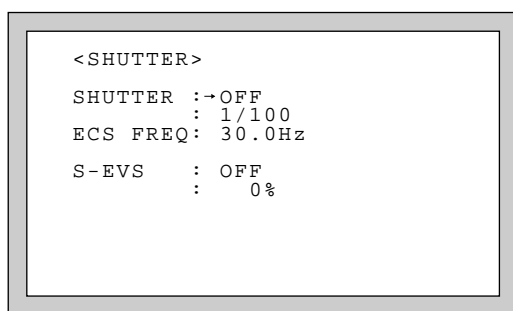 <SHUTTER>
SHUTTER :→OFF
: 1/100
ECS FREQ: 30.0Hz
S-EVS : OFF
: 0%